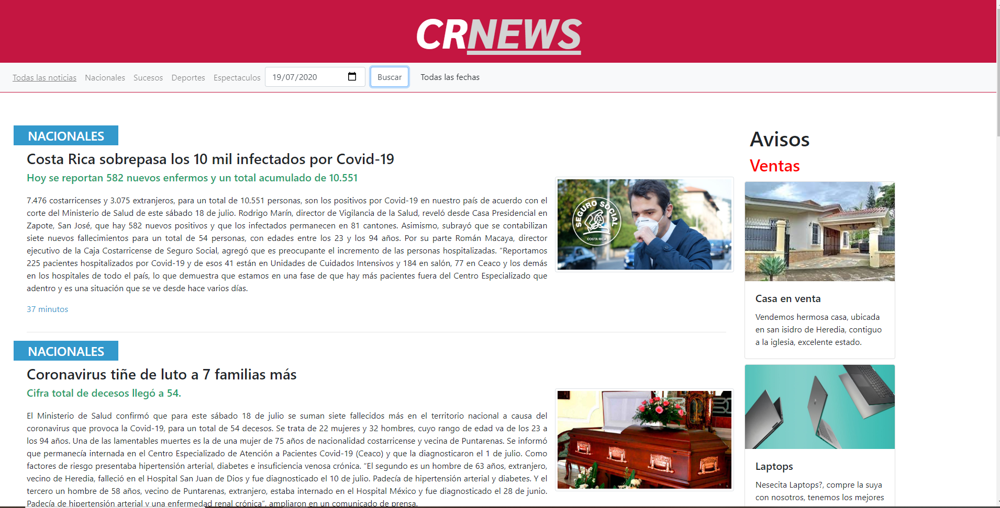 CRNEWS
Todas las noticias Nacionales Sucesos Deportes Espectaculos 19/07/2020 Buscar Todas las fechas
NACIONALES
Costa Rica sobrepasa los 10 mil infectados por Covid-19
Hoy se reportan 582 nuevos enfermos y un total acumulado de 10.551
7.476 costarricenses y 3.075 extranjeros, para un total de 10.551 personas, son los positivos por Covid-19 en nuestro país de acuerdo con el
corte del Ministerio de Salud de este sábado 18 de julio. Rodrigo Marín, director de Vigilancia de la Salud, reveló desde Casa Presidencial en
Zapote, San José, que hay 582 nuevos positivos y que los infectados permanecen en 81 cantones. Asimismo, subrayó que se contabilizan
siete nuevos fallecimientos para un total de 54 personas, con edades entre los 23 y los 94 años. Por su parte Román Macaya, director
ejecutivo de la Caja Costarricense de Seguro Social, agregó que es preocupante el incremento de las personas hospitalizadas. “Reportamos
225 pacientes hospitalizados por Covid-19 y de esos 41 están en Unidades de Cuidados Intensivos y 184 en salón, 77 en Ceaco y los demás
en los hospitales de todo el país, lo que demuestra que estamos en una fase de que hay más pacientes fuera del Centro Especializado que
adentro y es una situación que se ve desde hace varios días.
37 minutos
SEGURO SOCIAL
COSTA RICA
NACIONALES
Coronavirus tiñe de luto a 7 familias más
Cifra total de decesos llegó a 54.
El Ministerio de Salud confirmó que para este sábado 18 de julio se suman siete fallecidos más en el territorio nacional a causa del
coronavirus que provoca la Covid-19, para un total de 54 decesos. Se trata de 22 mujeres y 32 hombres, cuyo rango de edad va de los 23 a
los 94 años. Una de las lamentables muertes es la de una mujer de 75 años de nacionalidad costarricense y vecina de Puntarenas. Se informó
que permanecía internada en el Centro Especializado de Atención a Pacientes Covid-19 (Ceaco) y que la diagnosticaron el 1 de julio. Como
factores de riesgo presentaba hipertensión arterial, diabetes e insuficiencia venosa crónica. “El segundo es un hombre de 63 años, extranjero,
vecino de Heredia, falleció en el Hospital San Juan de Dios y fue diagnosticado el 10 de julio. Padecía de hipertensión arterial y diabetes. Y el
tercero un hombre de 58 años, vecino de Puntarenas, extranjero, estaba internado en el Hospital México y fue diagnosticado el 28 de junio.
Padecía de hipertensión arterial y una enfermedad renal crónica”, ampliaron en un comunicado de prensa.
Avisos
Ventas
Casa en venta
Vendemos hermosa casa, ubicada
en san isidro de Heredia, contiguo
a la iglesia, excelente estado.
Laptops
Nesecita Laptops?, compre la suya
con nosotros, tenemos los mejores